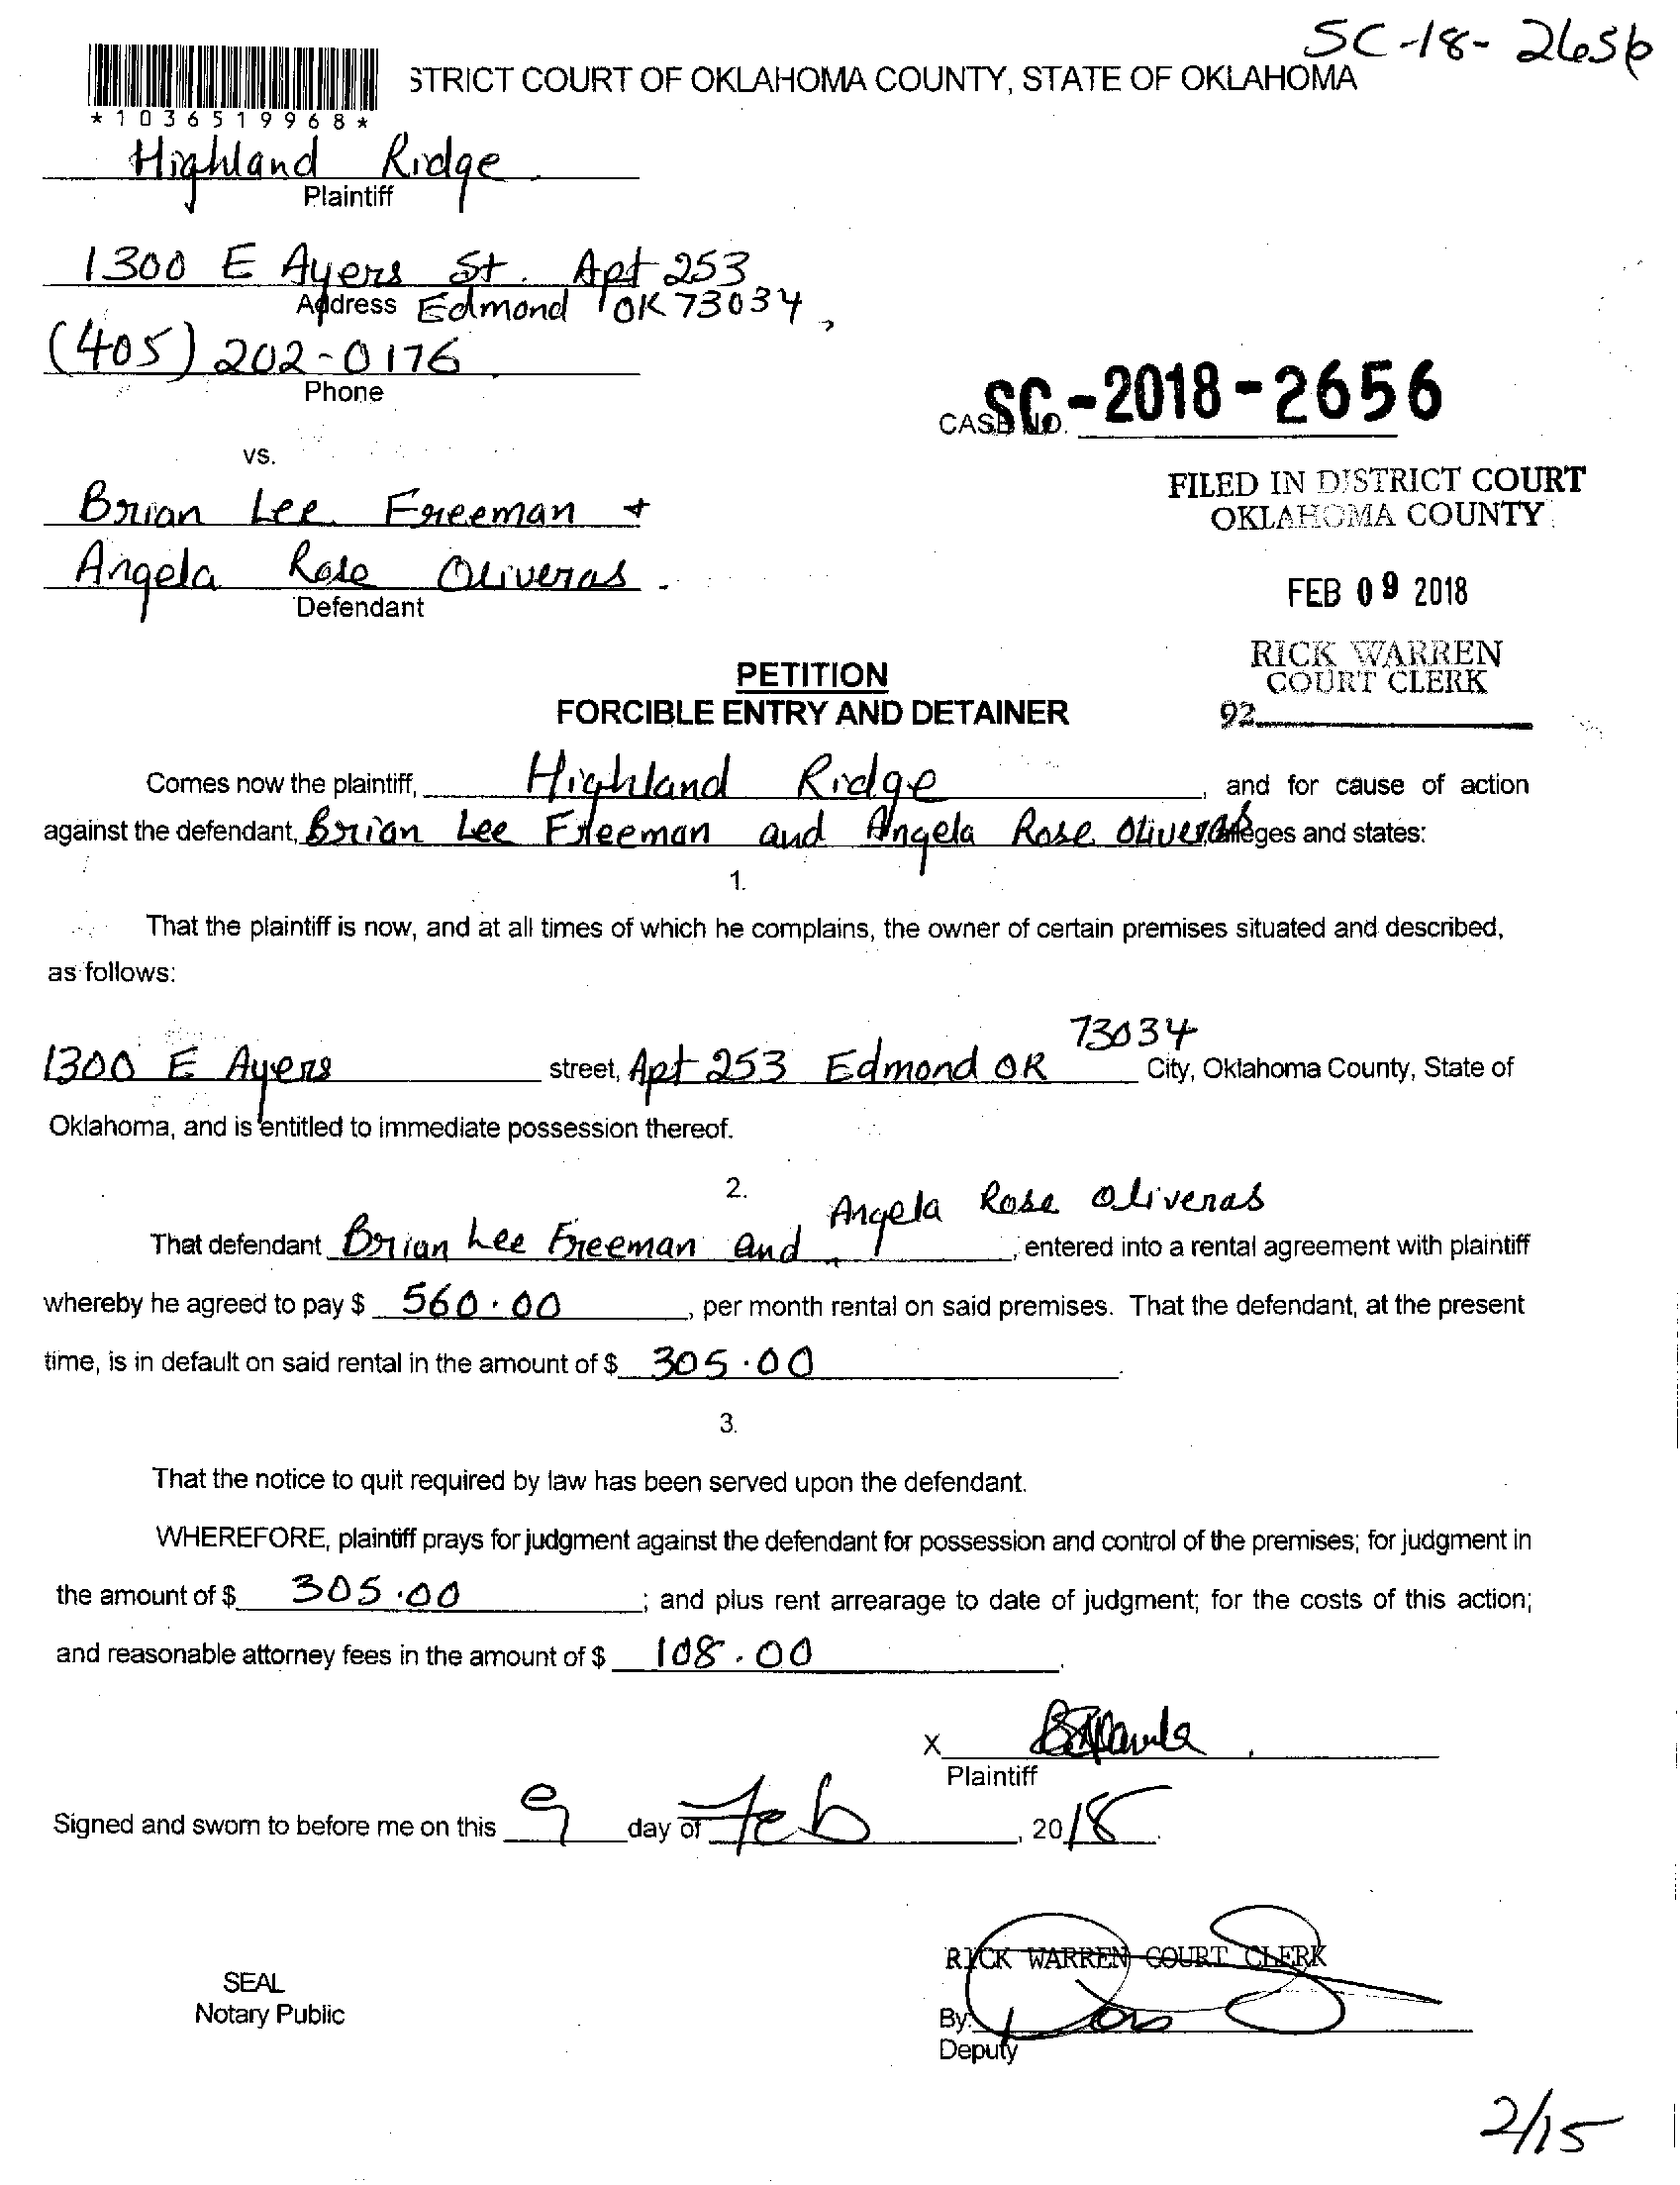 SC-18-2656
STRICT COURT OF OKLAHOMA COUNTY, STATE OF OKLAHOMA
*1036519968*
Highland Ridge
Plaintiff
1300 E Ayers St. Apt 253
Address Edmond OK 73034
(405) 202-0176
Phone
SC-2018-2656
CASE NO.
vs.
FILED IN DISTRICT COURT
OKLAHOMA COUNTY
Brian Lee Freeman +
Angela Rose Oliveras
Defendant
FEB 09 2018
RICK WARREN
COURT CLERK
92
PETITION
FORCIBLE ENTRY AND DETAINER
Comes now the plaintiff, Highland Ridge, and for cause of action
against the defendant, Brian Lee Freeman and Angela Rose Oliveras alleges and states:
1.
That the plaintiff is now, and at all times of which he complains, the owner of certain premises situated and described,
as follows:
73034
1300 E Ayers street, Apt 253 Edmond OK City, Oklahoma County, State of
Oklahoma, and is entitled to immediate possession thereof.
2.
Angela Rose Oliveras
That defendant Brian Lee Freeman and, entered into a rental agreement with plaintiff
whereby he agreed to pay $ 560.00, per month rental on said premises. That the defendant, at the present
time, is in default on said rental in the amount of $ 305.00.
3.
That the notice to quit required by law has been served upon the defendant.
WHEREFORE, plaintiff prays for judgment against the defendant for possession and control of the premises; for judgment in
the amount of $ 305.00; and plus rent arrearage to date of judgment; for the costs of this action;
and reasonable attorney fees in the amount of $ 108.00.
X
Plaintiff
Signed and sworn to before me on this 9 day of Feb, 2018.
RICK WARREN COURT CLERK
SEAL
Notary Public
By:
Deputy
2/15